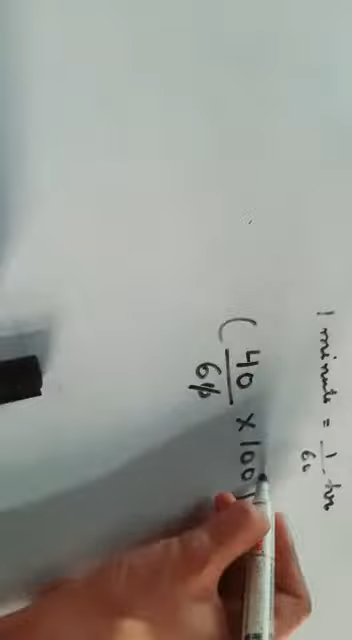 1 minute = 1/60 hr
(40/60 × 100